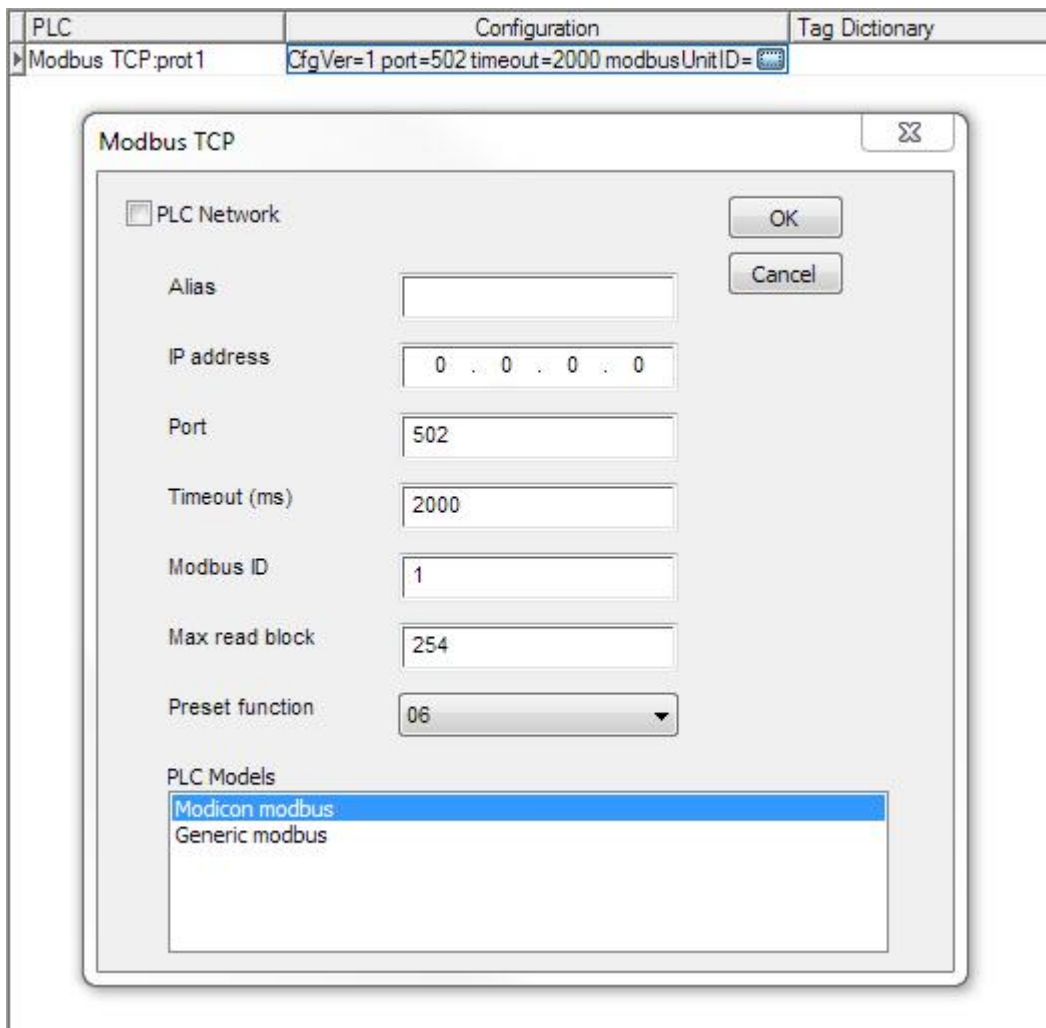 PLC Configuration Tag Dictionary
Modbus TCP:prot1 CfgVer=1 port=502 timeout=2000 modbusUnitID=
Modbus TCP
PLC Network
OK
Cancel
Alias
IP address 0 . 0 . 0 . 0
Port 502
Timeout (ms) 2000
Modbus ID 1
Max read block 254
Preset function 06
PLC Models
Modicon modbus
Generic modbus